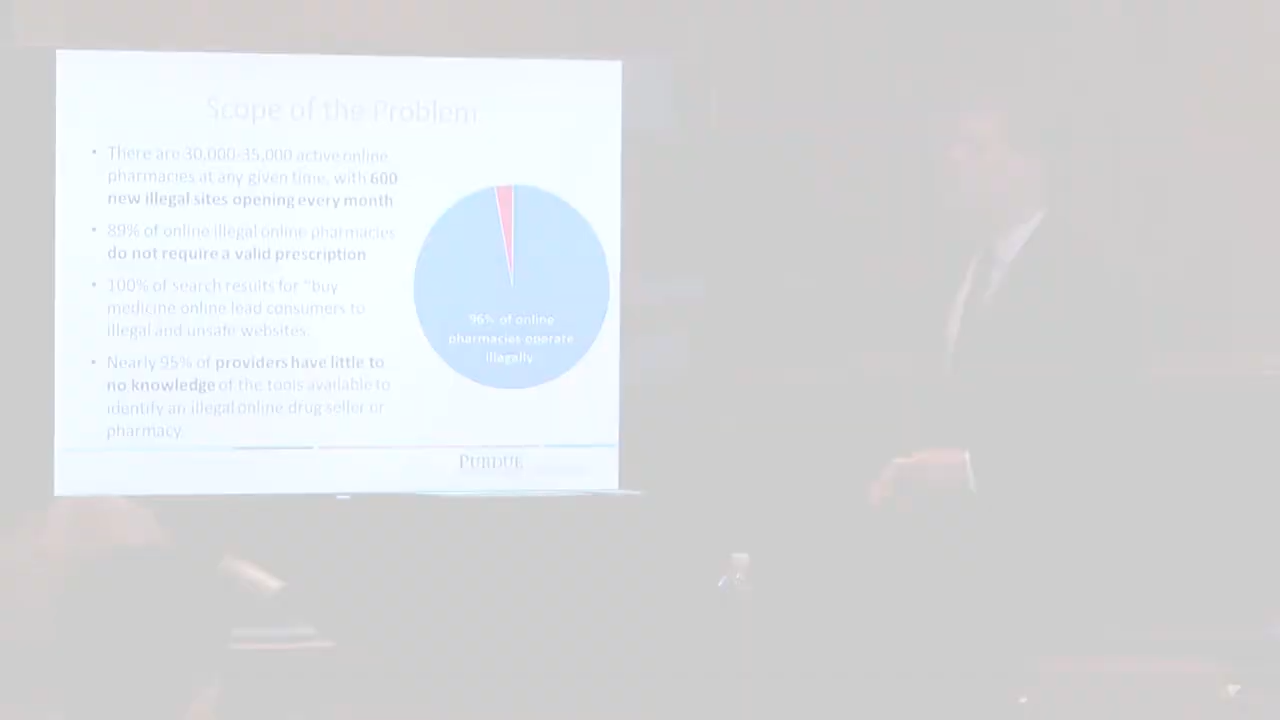 Scope of the Problem
• There are 30,000-35,000 active online
pharmacies at any given time, with 600
new illegal sites opening every month
• 89% of online illegal online pharmacies
do not require a valid prescription
• 100% of search results for "buy
medicine online lead consumers to
illegal and unsafe websites.
• Nearly 95% of providers have little to
no knowledge of the tools available to
identify an illegal online drug seller or
pharmacy
96% of online
pharmacies operate
illegally
PURDUE